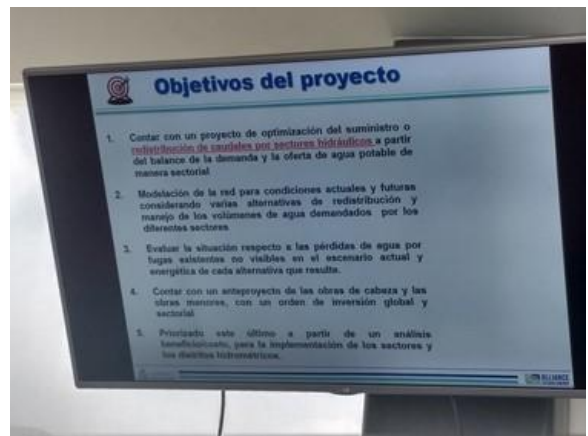 Objetivos del proyecto
1. Contar con un proyecto de optimización del suministro o
redistribución de caudales por sectores hidráulicos a partir
del balance de la demanda y la oferta de agua potable de
manera sectorial
2. Modelación de la red para condiciones actuales y futuras
considerando varias alternativas de redistribución y
manejo de los volúmenes de agua demandados por los
diferentes sectores
3. Evaluar la situación respecto a las pérdidas de agua por
fugas existentes no visibles en el escenario actual y
energética de cada alternativa que resulte.
4. Contar con un anteproyecto de las obras de cabeza y las
obras menores, con un orden de inversión global y
sectorial
5. Priorizado este último a partir de un análisis
beneficio/costo, para la implementación de los sectores y
los distritos hidrométricos.
ALLIANCE